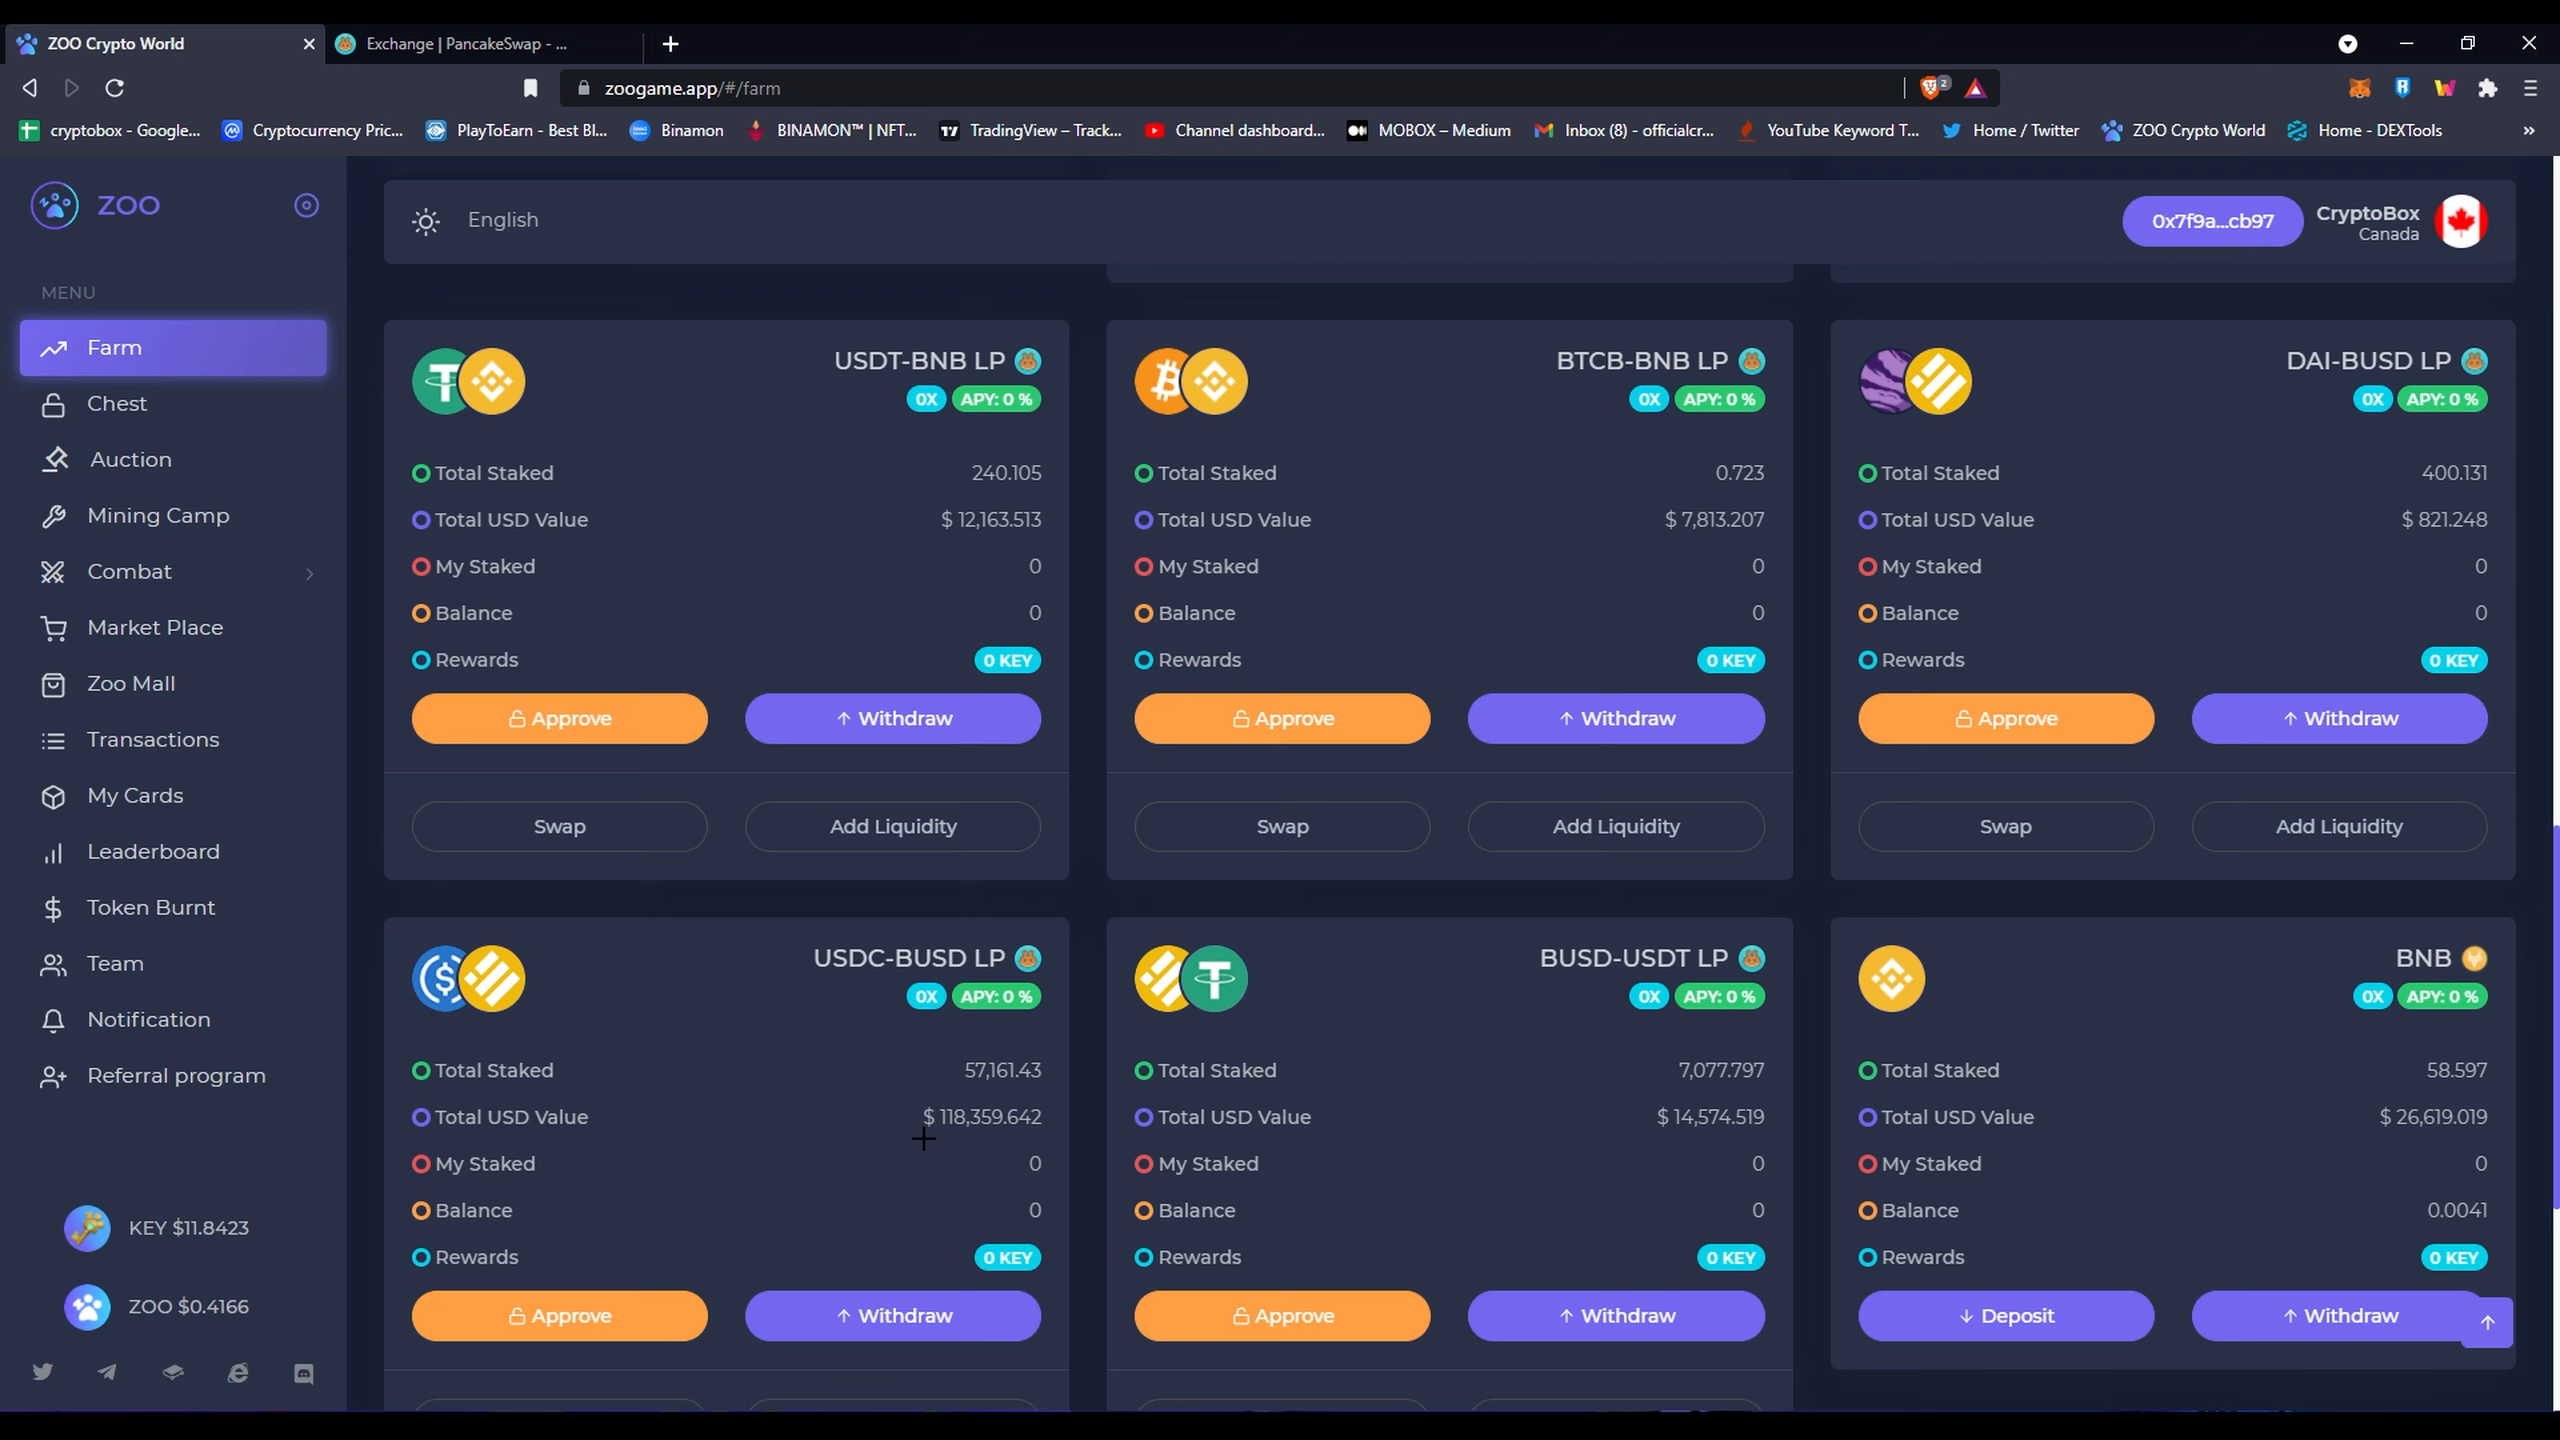 ZOO Crypto World
Exchange | PancakeSwap - ...
zoogame.app/#/farm
2
cryptobox - Google...
Cryptocurrency Pric...
PlayToEarn - Best Bl...
Binamon
BINAMON™ | NFT...
TradingView – Track...
Channel dashboard...
MOBOX – Medium
Inbox (8) - officialcr...
YouTube Keyword T...
Home / Twitter
ZOO Crypto World
Home - DEXTools
»
ZOO
English
0x7f9a...cb97
CryptoBox
Canada
MENU
Farm
Chest
Auction
Mining Camp
Combat
Market Place
Zoo Mall
Transactions
My Cards
Leaderboard
Token Burnt
Team
Notification
Referral program
KEY $11.8423
ZOO $0.4166
USDT-BNB LP
0X APY: 0 %
Total Staked 240.105
Total USD Value $ 12,163.513
My Staked 0
Balance 0
Rewards 0 KEY
Approve Withdraw
Swap Add Liquidity
BTCB-BNB LP
0X APY: 0 %
Total Staked 0.723
Total USD Value $ 7,813.207
My Staked 0
Balance 0
Rewards 0 KEY
Approve Withdraw
Swap Add Liquidity
DAI-BUSD LP
0X APY: 0 %
Total Staked 400.131
Total USD Value $ 821.248
My Staked 0
Balance 0
Rewards 0 KEY
Approve Withdraw
Swap Add Liquidity
USDC-BUSD LP
0X APY: 0 %
Total Staked 57,161.43
Total USD Value $ 118,359.642
My Staked 0
Balance 0
Rewards 0 KEY
Approve Withdraw
BUSD-USDT LP
0X APY: 0 %
Total Staked 7,077.797
Total USD Value $ 14,574.519
My Staked 0
Balance 0
Rewards 0 KEY
Approve Withdraw
BNB
0X APY: 0 %
Total Staked 58.597
Total USD Value $ 26,619.019
My Staked 0
Balance 0.0041
Rewards 0 KEY
Deposit Withdraw